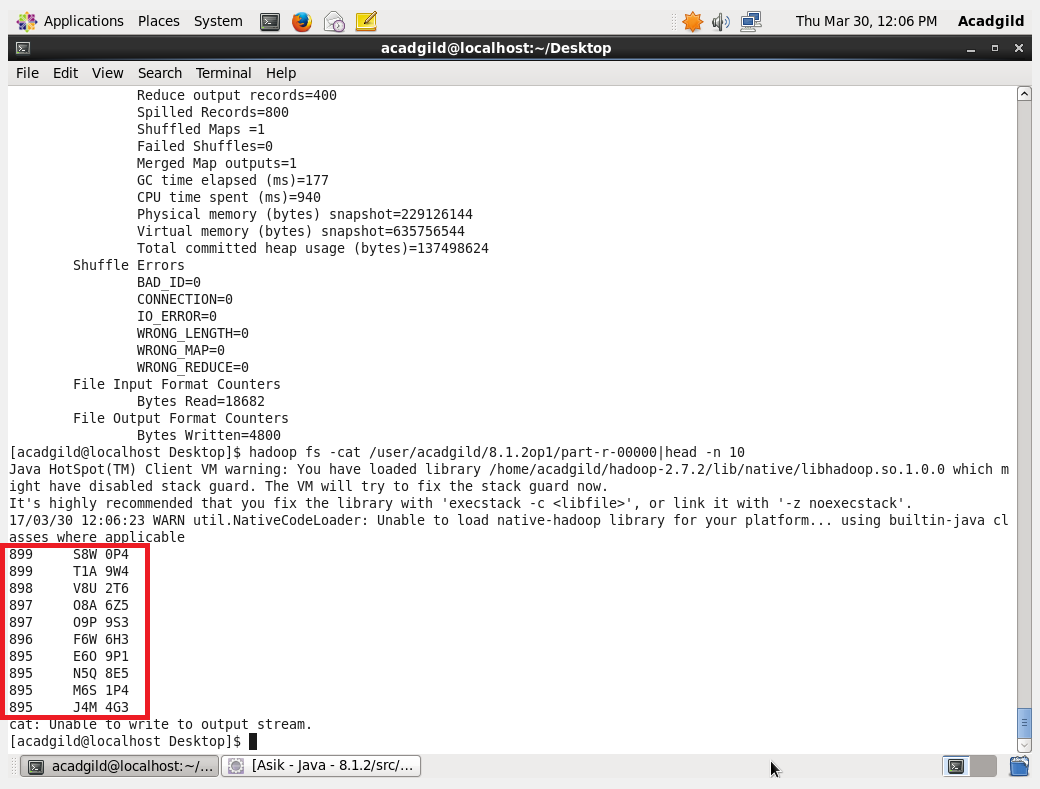 Applications Places System Thu Mar 30, 12:06 PM Acadgild
acadgild@localhost:~/Desktop
File Edit View Search Terminal Help
Reduce output records=400
Spilled Records=800
Shuffled Maps =1
Failed Shuffles=0
Merged Map outputs=1
GC time elapsed (ms)=177
CPU time spent (ms)=940
Physical memory (bytes) snapshot=229126144
Virtual memory (bytes) snapshot=635756544
Total committed heap usage (bytes)=137498624
Shuffle Errors
BAD_ID=0
CONNECTION=0
IO_ERROR=0
WRONG_LENGTH=0
WRONG_MAP=0
WRONG_REDUCE=0
File Input Format Counters
Bytes Read=18682
File Output Format Counters
Bytes Written=4800
[acadgild@localhost Desktop]$ hadoop fs -cat /user/acadgild/8.1.2op1/part-r-00000|head -n 10
Java HotSpot(TM) Client VM warning: You have loaded library /home/acadgild/hadoop-2.7.2/lib/native/libhadoop.so.1.0.0 which m
ight have disabled stack guard. The VM will try to fix the stack guard now.
It's highly recommended that you fix the library with 'execstack -c <libfile>', or link it with '-z noexecstack'.
17/03/30 12:06:23 WARN util.NativeCodeLoader: Unable to load native-hadoop library for your platform... using builtin-java cl
asses where applicable
899 S8W 0P4
899 T1A 9W4
898 V8U 2T6
897 O8A 6Z5
897 O9P 9S3
896 F6W 6H3
895 E6O 9P1
895 N5Q 8E5
895 M6S 1P4
895 J4M 4G3
cat: Unable to write to output stream.
[acadgild@localhost Desktop]$
acadgild@localhost:~/... [Asik - Java - 8.1.2/src/...